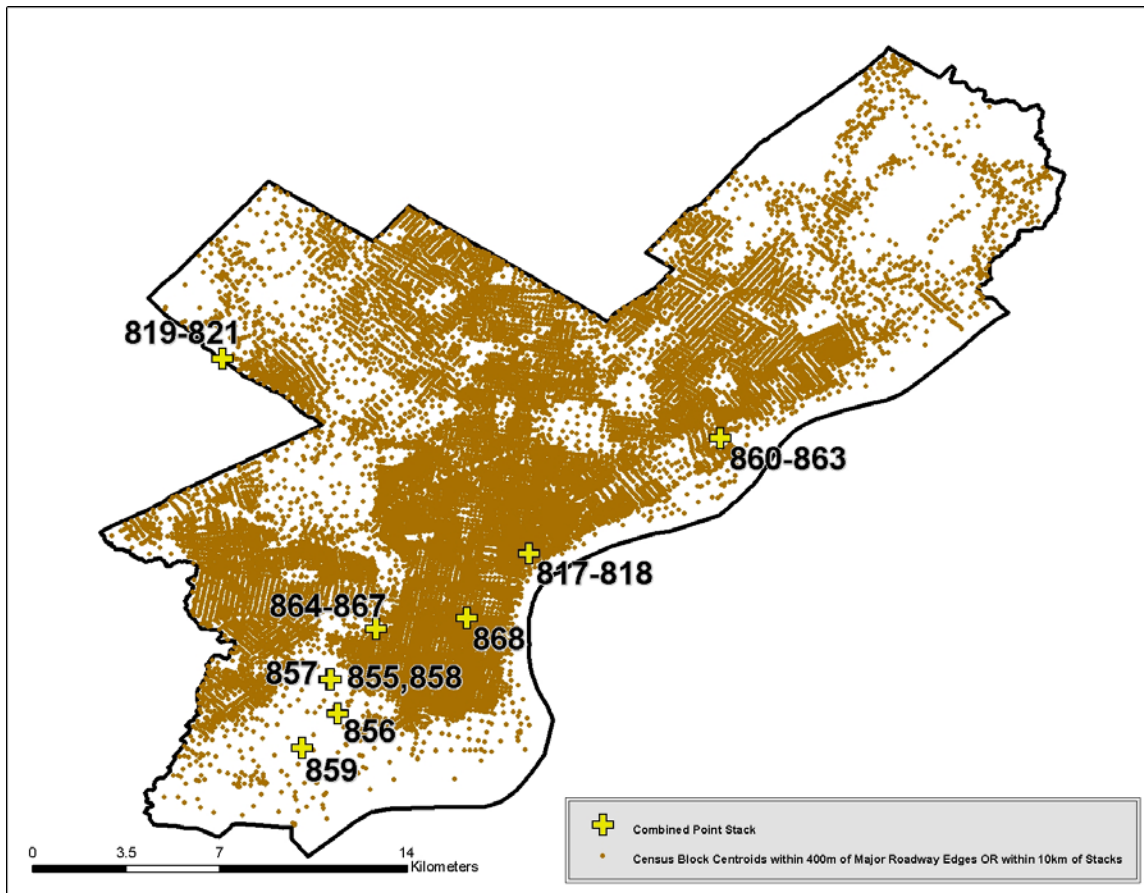 819-821
860-863
817-818
864-867
868
857
855,858
856
859
0 3.5 7 14
Kilometers
Combined Point Stack
Census Block Centroids within 400m of Major Roadway Edges OR within 10km of Stacks